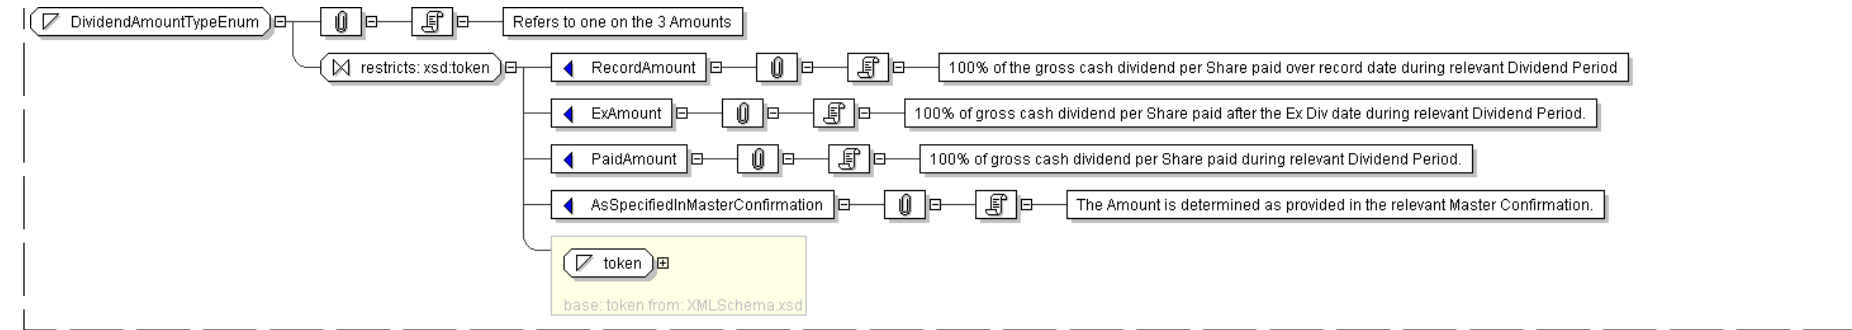 DividendAmountTypeEnum Refers to one on the 3 Amounts
restricts: xsd:token RecordAmount 100% of the gross cash dividend per Share paid over record date during relevant Dividend Period
ExAmount 100% of gross cash dividend per Share paid after the Ex Div date during relevant Dividend Period.
PaidAmount 100% of gross cash dividend per Share paid during relevant Dividend Period.
AsSpecifiedInMasterConfirmation The Amount is determined as provided in the relevant Master Confirmation.
token
base: token from: XMLSchema.xsd